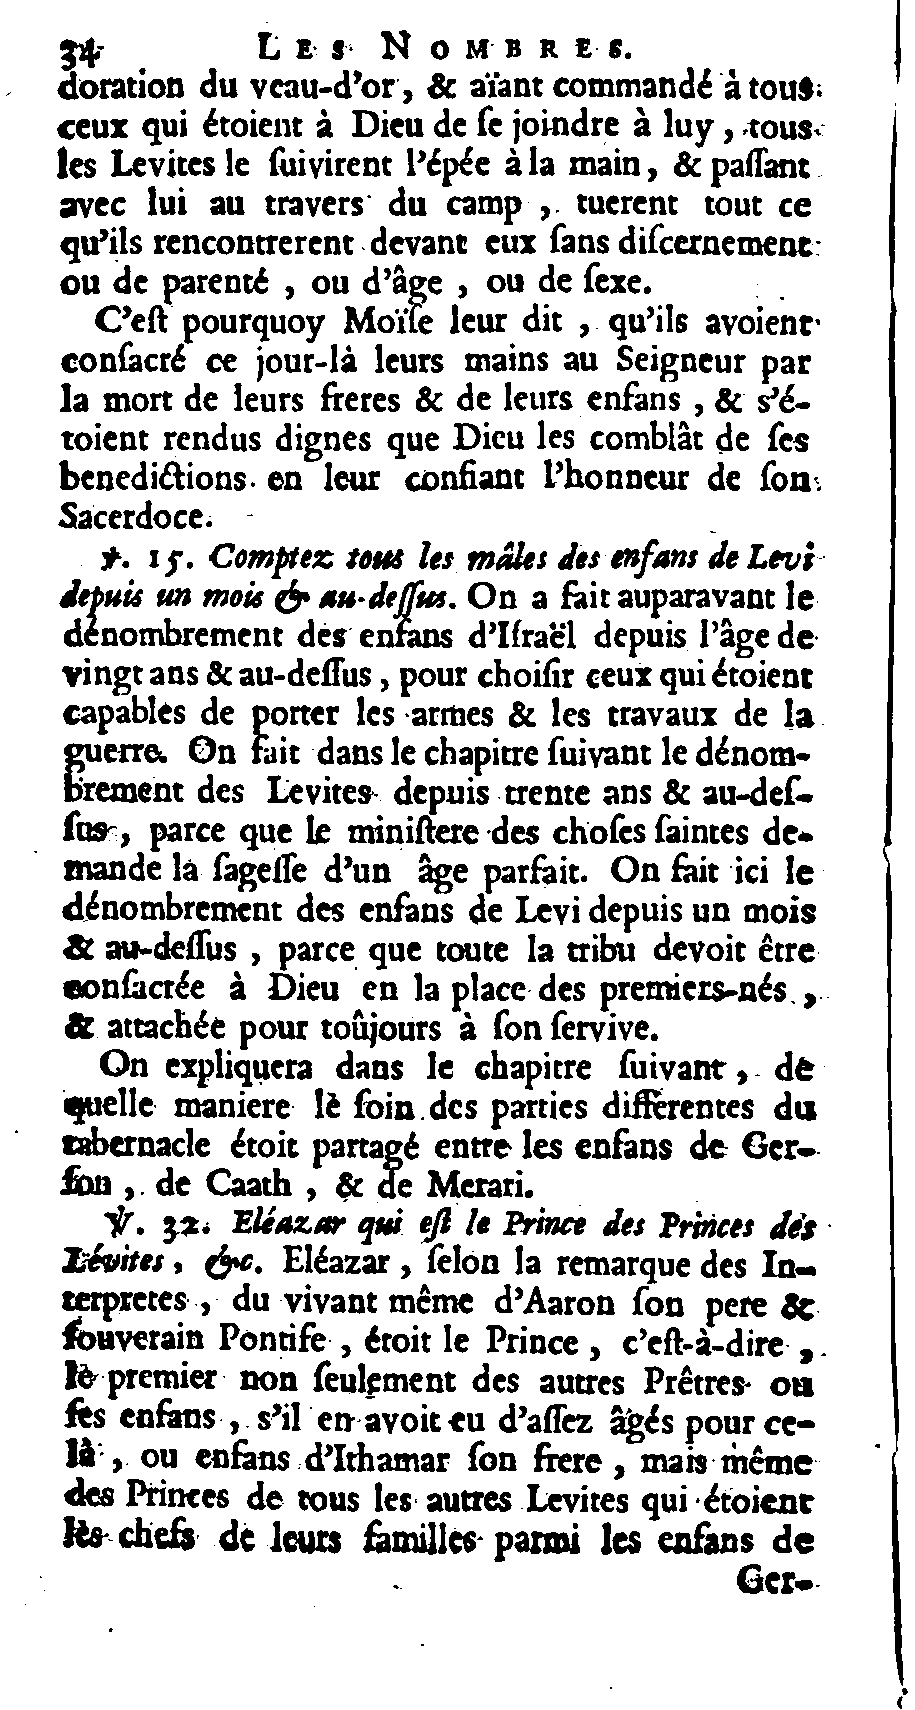 34 LES NOMBRES.
doration du veau-d'or, & aïant commandé à tous
ceux qui étoient à Dieu de ſe joindre à luy, tous
les Levites le ſuivirent l'épée à la main, & paſſant
avec lui au travers du camp, tuerent tout ce
qu'ils rencontrerent devant eux ſans diſcernement
ou de parenté, ou d'âge, ou de ſexe.
C'eſt pourquoy Moïſe leur dit, qu'ils avoient
conſacré ce jour-là leurs mains au Seigneur par
la mort de leurs freres & de leurs enfans, & s'é-
toient rendus dignes que Dieu les comblât de ſes
benedictions en leur confiant l'honneur de ſon
Sacerdoce.
℣. 15. Comptez tous les mâles des enfans de Levi
depuis un mois & au-deſſus. On a fait auparavant le
dénombrement des enfans d'Iſraël depuis l'âge de
vingt ans & au-deſſus, pour choiſir ceux qui étoient
capables de porter les armes & les travaux de la
guerre. On fait dans le chapitre ſuivant le dénom-
brement des Levites depuis trente ans & au-deſ-
ſus, parce que le miniſtere des choſes ſaintes de-
mande la ſageſſe d'un âge parfait. On fait ici le
dénombrement des enfans de Levi depuis un mois
& au-deſſus, parce que toute la tribu devoit être
conſacrée à Dieu en la place des premiers-nés,
& attachée pour toûjours à ſon ſervive.
On expliquera dans le chapitre ſuivant, de
quelle maniere le ſoin des parties differentes du
tabernacle étoit partagé entre les enfans de Ger-
ſon, de Caath, & de Merari.
℣. 32. Eléazar qui eſt le Prince des Princes des
Lévites, &c. Eléazar, ſelon la remarque des In-
terpretes, du vivant même d'Aaron ſon pere &
ſouverain Pontife, étoit le Prince, c'eſt-à-dire,
le premier non ſeulement des autres Prêtres ou
ſes enfans, s'il en avoit eu d'aſſez âgés pour ce-
là, ou enfans d'Ithamar ſon frere, mais même
des Princes de tous les autres Levites qui étoient
les chefs de leurs familles parmi les enfans de
Ger-